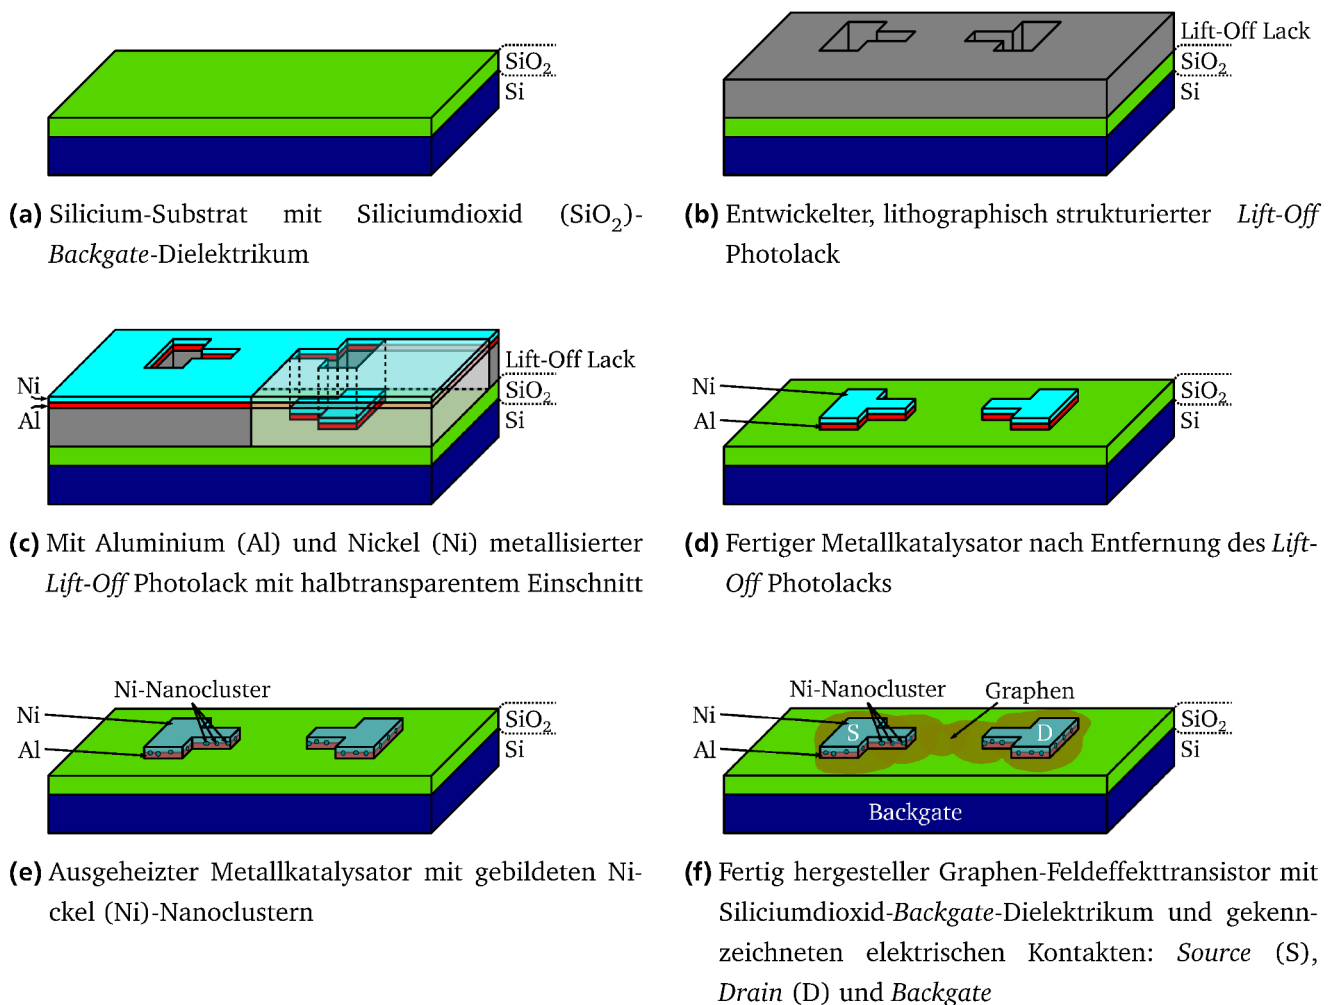 SiO2
Si
(a) Silicium-Substrat mit Siliciumdioxid (SiO2)-
Backgate-Dielektrikum
Lift-Off Lack
SiO2
Si
(b) Entwickelter, lithographisch strukturierter Lift-Off
Photolack
Ni
Al
Lift-Off Lack
SiO2
Si
(c) Mit Aluminium (Al) und Nickel (Ni) metallisierter
Lift-Off Photolack mit halbtransparentem Einschnitt
Ni
Al
SiO2
Si
(d) Fertiger Metallkatalysator nach Entfernung des Lift-
Off Photolacks
Ni-Nanocluster
Ni
Al
SiO2
Si
(e) Ausgeheizter Metallkatalysator mit gebildeten Ni-
ckel (Ni)-Nanoclustern
Ni-Nanocluster Graphen
Ni
Al
S
D
SiO2
Si
Backgate
(f) Fertig hergesteller Graphen-Feldeffekttransistor mit
Siliciumdioxid-Backgate-Dielektrikum und gekenn-
zeichneten elektrischen Kontakten: Source (S),
Drain (D) und Backgate